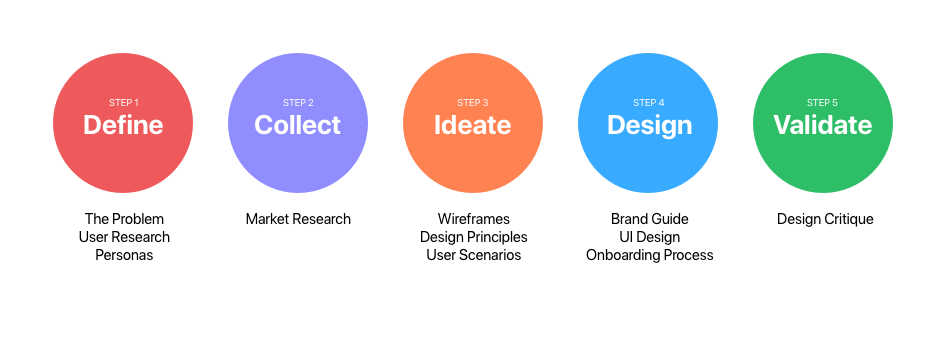 STEP 1
Define
The Problem
User Research
Personas
STEP 2
Collect
Market Research
STEP 3
Ideate
Wireframes
Design Principles
User Scenarios
STEP 4
Design
Brand Guide
UI Design
Onboarding Process
STEP 5
Validate
Design Critique